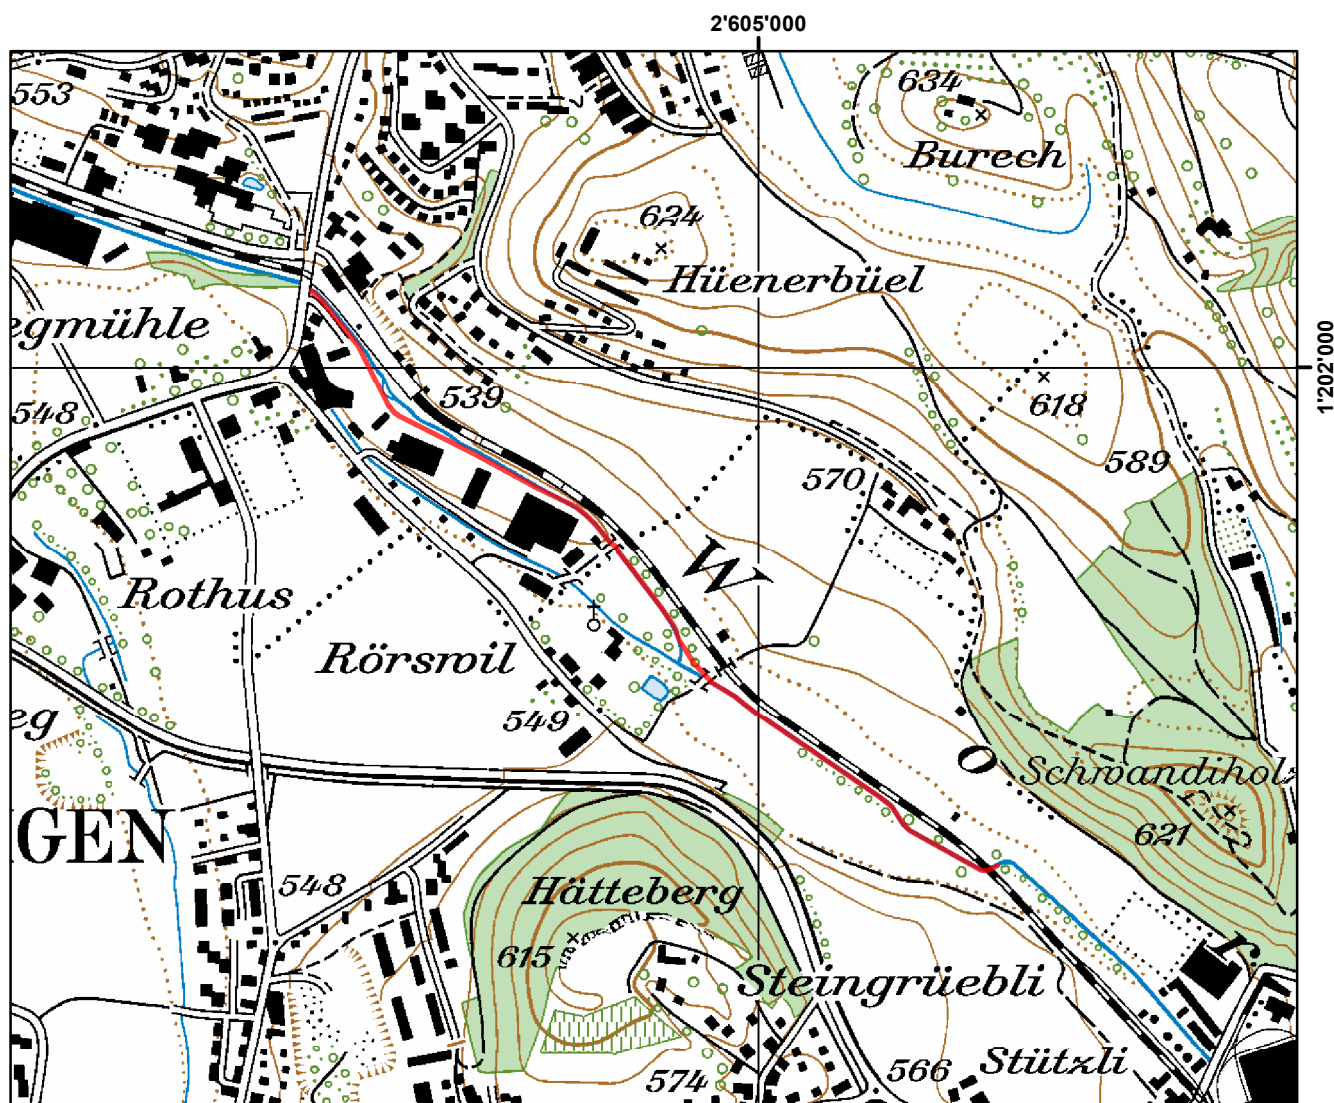 2'605'000
634
553
Burech
624
Hüenerbüel
egmühle
1'202'000
539
618
548
589
570
W
Rothus
Rörswil
549
eg
o
Schwandiholz
621
GEN
548
Hätteberg
r
615
Steingrüebli
566
Stützli
574